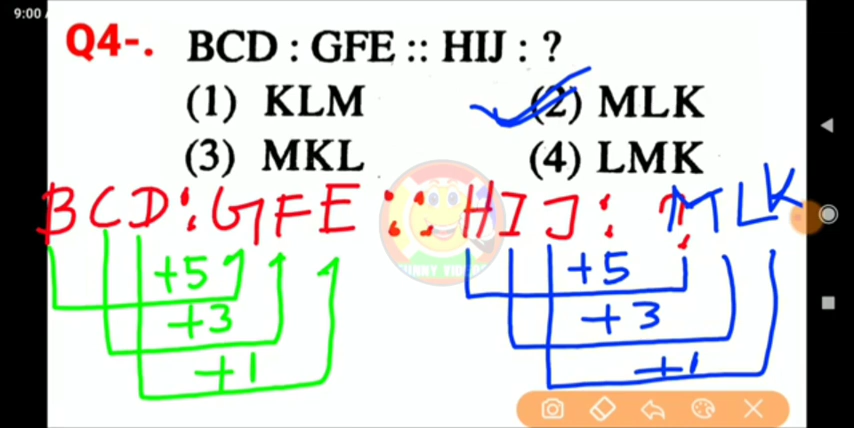 9:00
Q4-. BCD : GFE :: HIJ : ?
(1) KLM (2) MLK
(3) MKL (4) LMK
BCD : GFE :: HIJ : ? MLK
+5 +5
+3 +3
+1 +1